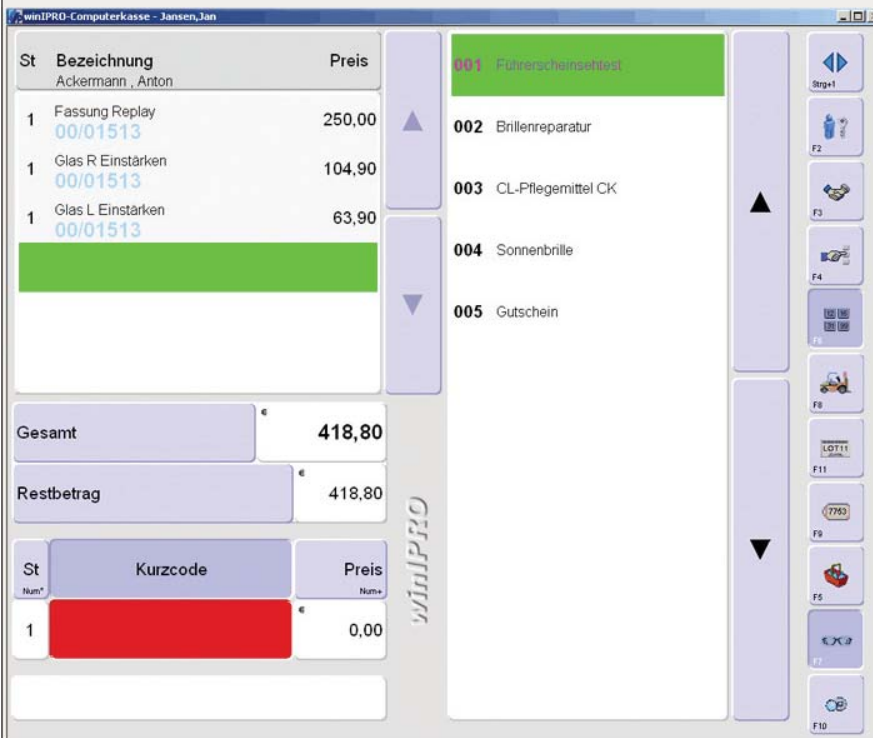 winIPRO-Computerkasse - Jansen,Jan
St Bezeichnung Preis
Ackermann , Anton
1 Fassung Replay 250,00
00/01513
1 Glas R Einstärken 104,90
00/01513
1 Glas L Einstärken 63,90
00/01513
Gesamt € 418,80
Restbetrag € 418,80
St Kurzcode Preis
Num* Num+
1 € 0,00
winIPRO
001 Führerscheinsehtest
002 Brillenreparatur
003 CL-Pflegemittel CK
004 Sonnenbrille
005 Gutschein
Strg+1
F2
F3
F4
F6
F8
LOT11
F11
7763
F9
F5
F7
F10